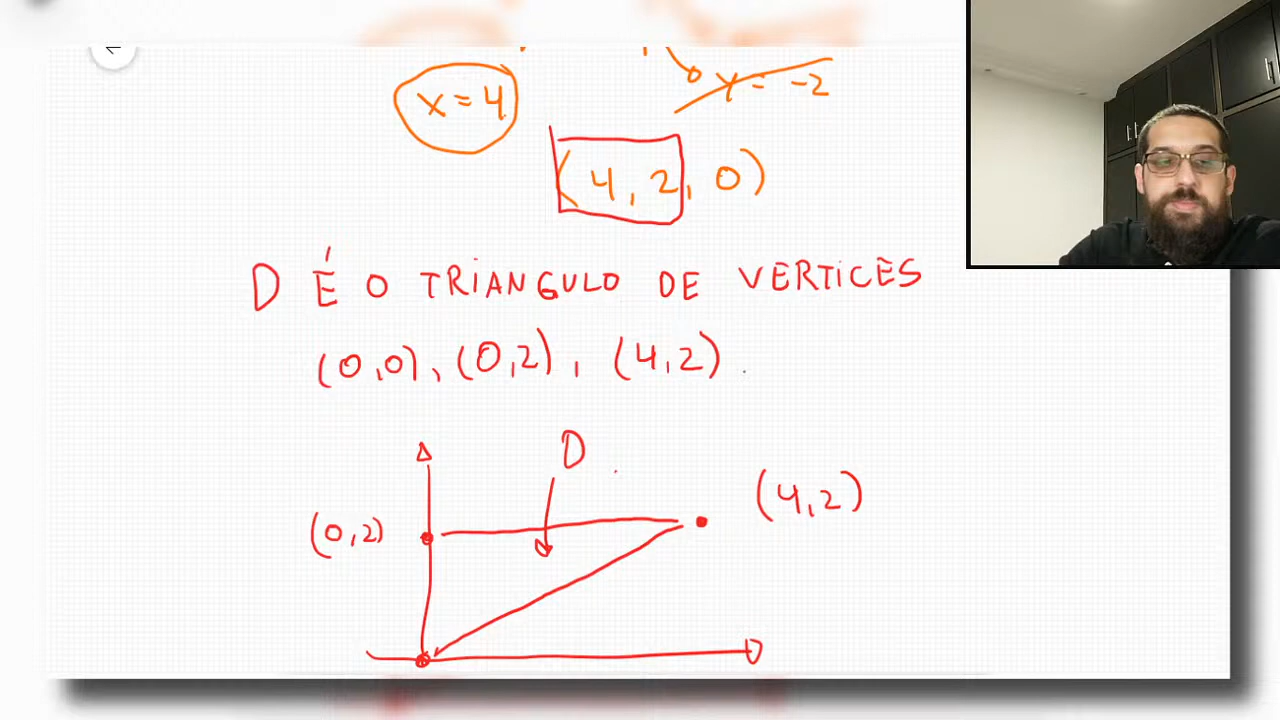 x = 4
y = -2
(4, 2, 0)
D É O TRIANGULO DE VERTICES
(0,0), (0,2), (4,2).
D
(4,2)
(0,2)